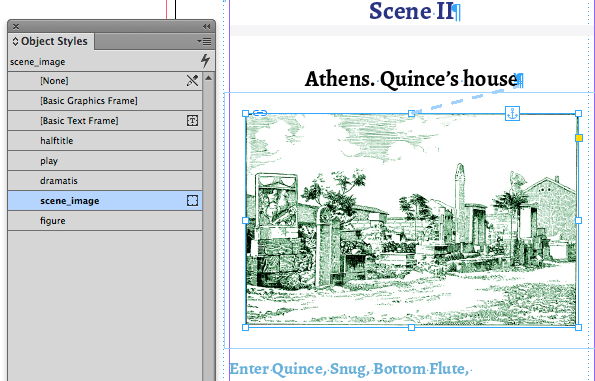 Object Styles
scene_image
[None]
[Basic Graphics Frame]
[Basic Text Frame]
halftitle
play
dramatis
scene_image
figure
Scene II¶
Athens. Quince’s house¶
Enter Quince, Snug, Bottom Flute,